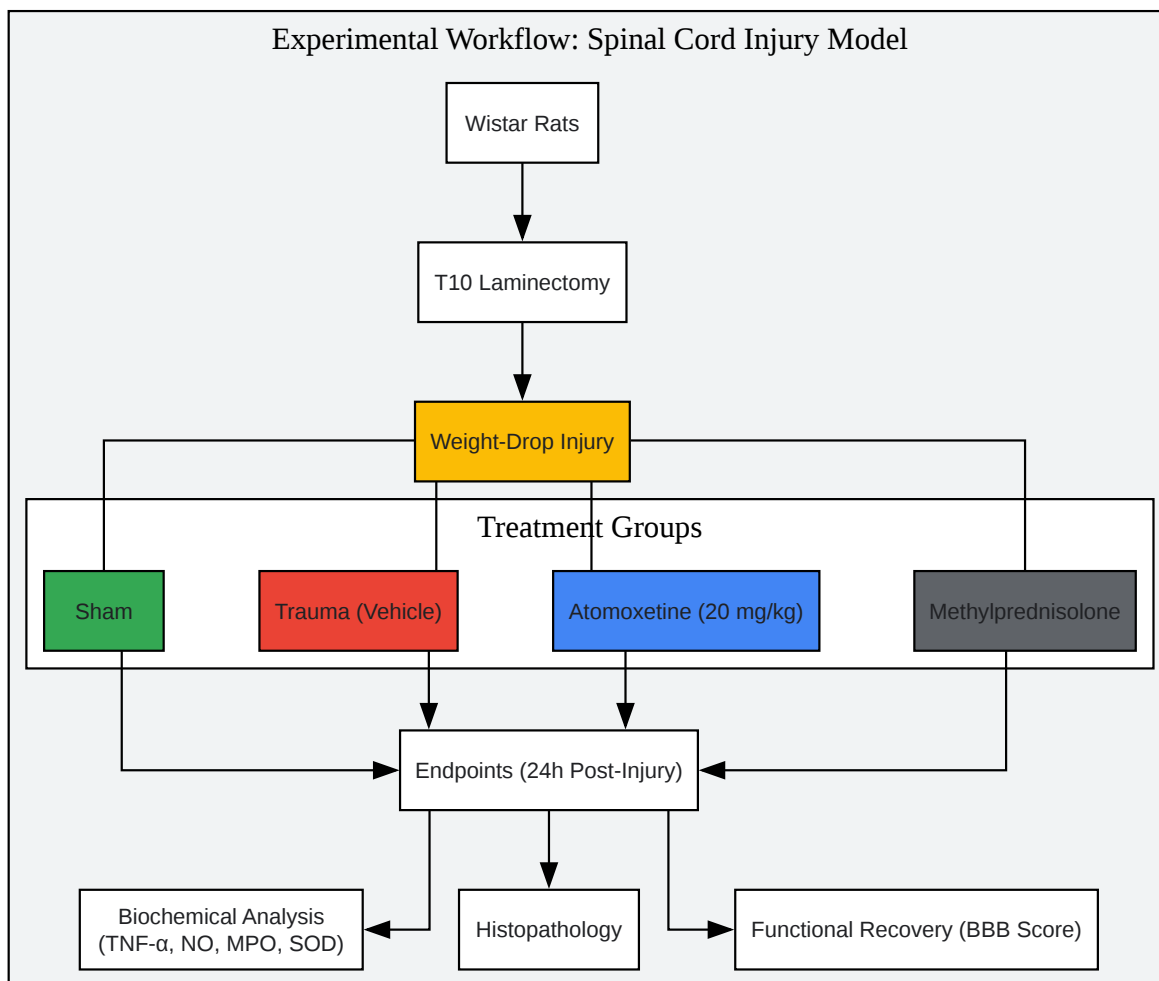 Experimental Workflow: Spinal Cord Injury Model
Wistar Rats
T10 Laminectomy
Weight-Drop Injury
Treatment Groups
Sham
Trauma (Vehicle)
Atomoxetine (20 mg/kg)
Methylprednisolone
Endpoints (24h Post-Injury)
Biochemical Analysis
(TNF-α, NO, MPO, SOD)
Histopathology
Functional Recovery (BBB Score)